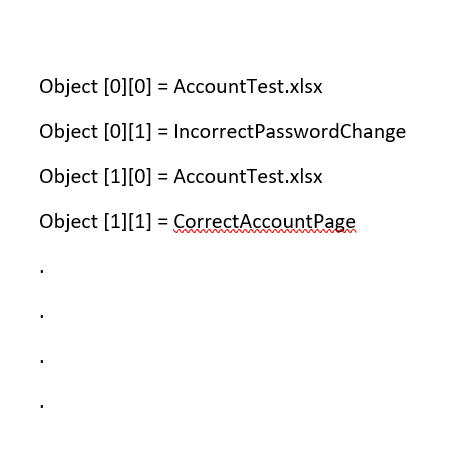 Object [0][0] = AccountTest.xlsx
Object [0][1] = IncorrectPasswordChange
Object [1][0] = AccountTest.xlsx
Object [1][1] = CorrectAccountPage
.
.
.
.